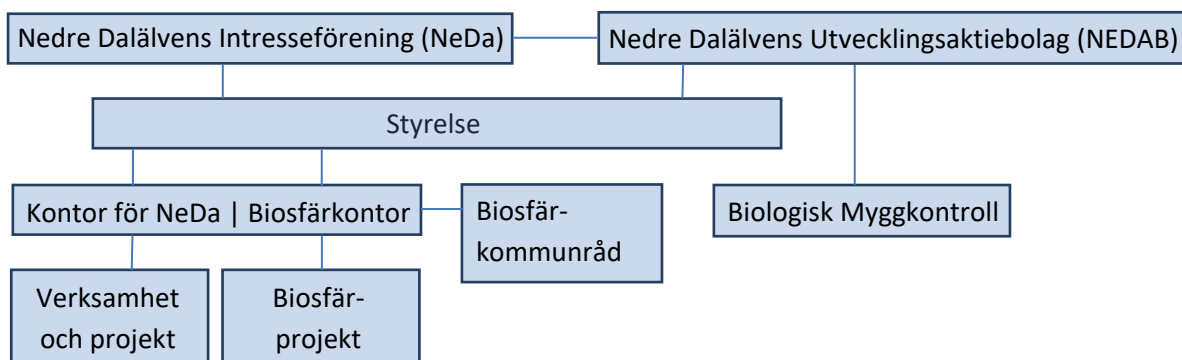 Nedre Dalälvens Intresseförening (NeDa)
Nedre Dalälvens Utvecklingsaktiebolag (NEDAB)
Styrelse
Kontor för NeDa | Biosfärkontor
Biosfär-
kommunråd
Biologisk Myggkontroll
Verksamhet
och projekt
Biosfär-
projekt